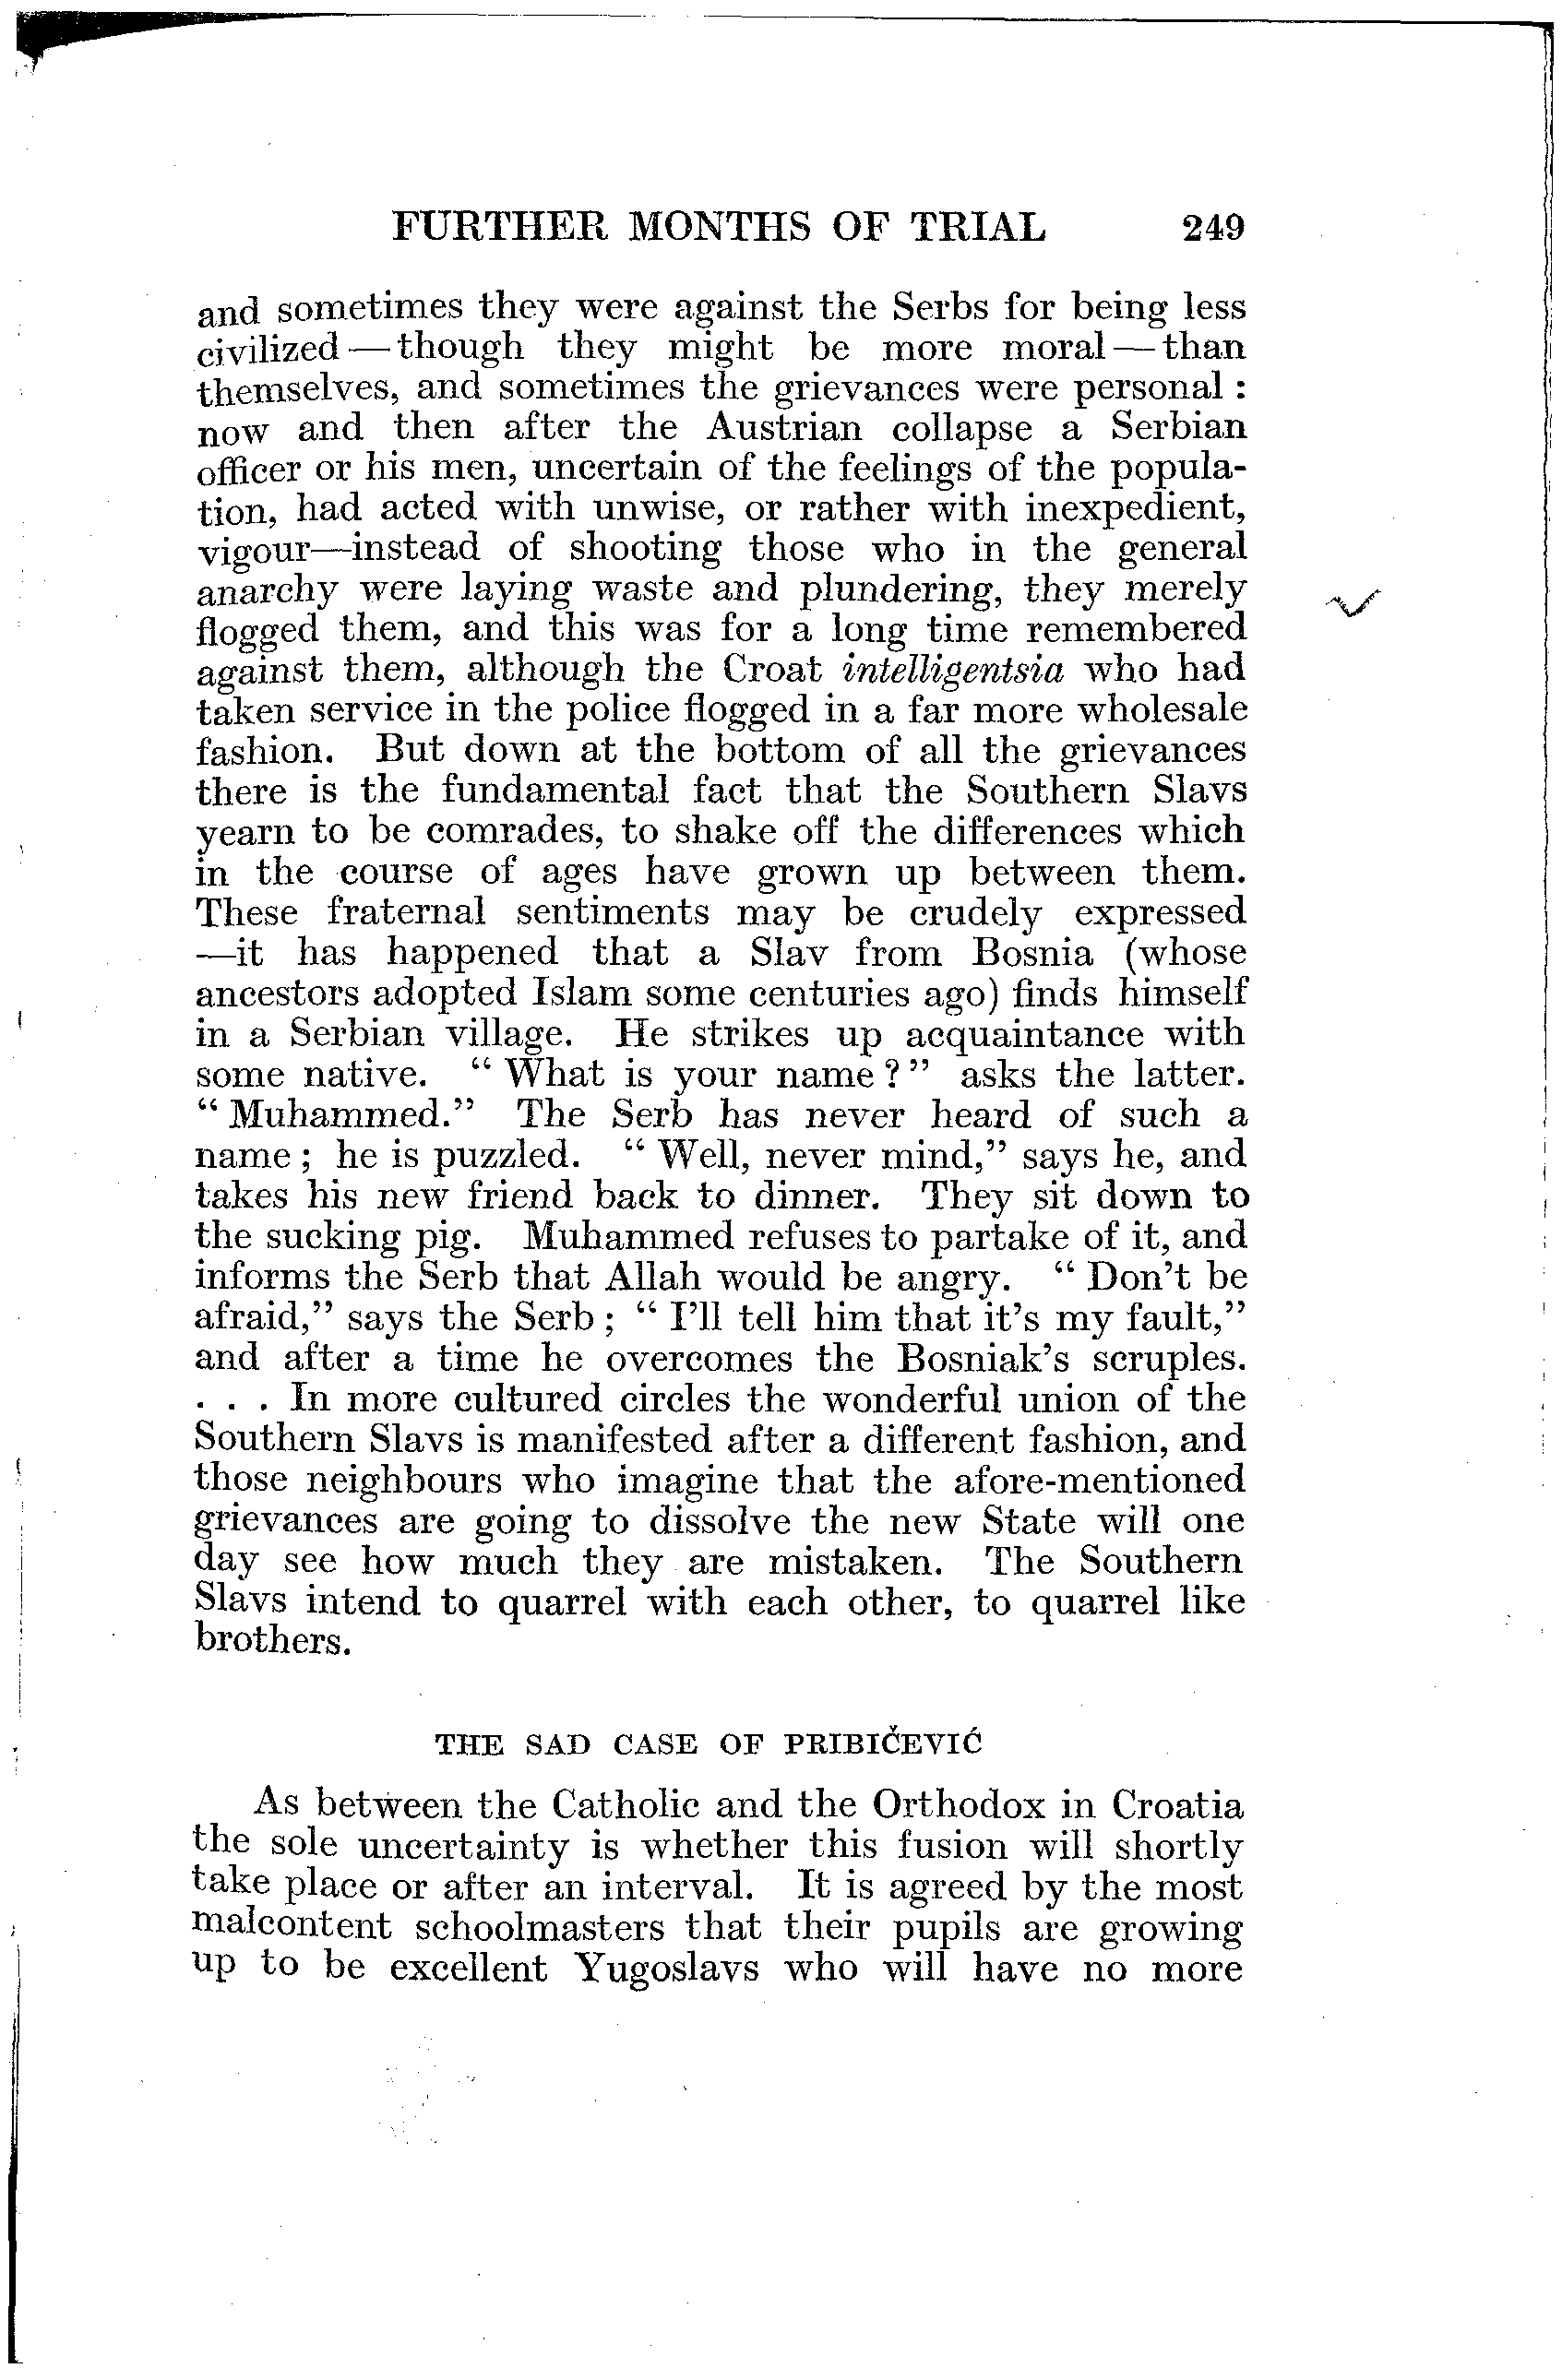 FURTHER MONTHS OF TRIAL 249
and sometimes they were against the Serbs for being less
civilized — though they might be more moral — than
themselves, and sometimes the grievances were personal :
now and then after the Austrian collapse a Serbian
officer or his men, uncertain of the feelings of the popula-
tion, had acted with unwise, or rather with inexpedient,
vigour—instead of shooting those who in the general
anarchy were laying waste and plundering, they merely
flogged them, and this was for a long time remembered
against them, although the Croat intelligentsia who had
taken service in the police flogged in a far more wholesale
fashion. But down at the bottom of all the grievances
there is the fundamental fact that the Southern Slavs
yearn to be comrades, to shake off the differences which
in the course of ages have grown up between them.
These fraternal sentiments may be crudely expressed
—it has happened that a Slav from Bosnia (whose
ancestors adopted Islam some centuries ago) finds himself
in a Serbian village. He strikes up acquaintance with
some native. “ What is your name ? ” asks the latter.
“ Muhammed.” The Serb has never heard of such a
name ; he is puzzled. “ Well, never mind,” says he, and
takes his new friend back to dinner. They sit down to
the sucking pig. Muhammed refuses to partake of it, and
informs the Serb that Allah would be angry. “ Don’t be
afraid,” says the Serb ; “ I’ll tell him that it’s my fault,”
and after a time he overcomes the Bosniak’s scruples.
. . . In more cultured circles the wonderful union of the
Southern Slavs is manifested after a different fashion, and
those neighbours who imagine that the afore-mentioned
grievances are going to dissolve the new State will one
day see how much they are mistaken. The Southern
Slavs intend to quarrel with each other, to quarrel like
brothers.
THE SAD CASE OF PRIBIČEVIĆ
As between the Catholic and the Orthodox in Croatia
the sole uncertainty is whether this fusion will shortly
take place or after an interval. It is agreed by the most
malcontent schoolmasters that their pupils are growing
up to be excellent Yugoslavs who will have no more